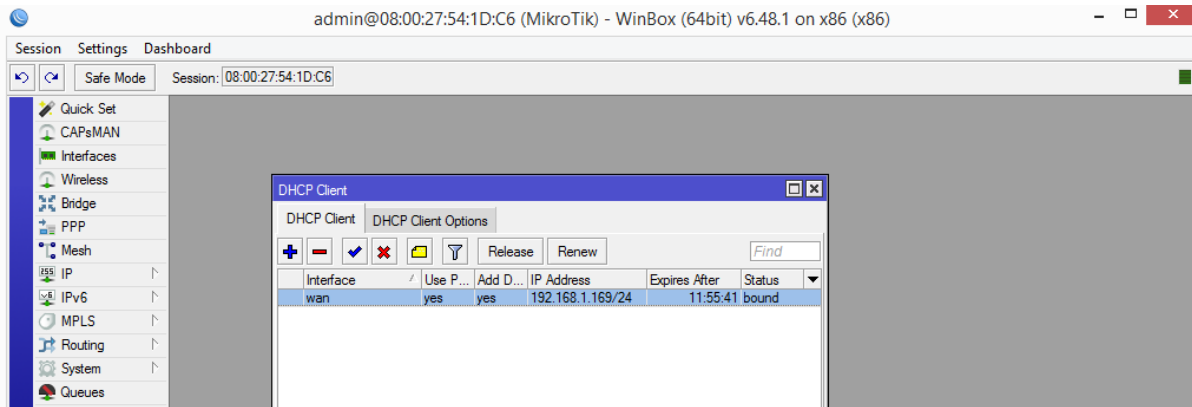 admin@08:00:27:54:1D:C6 (MikroTik) - WinBox (64bit) v6.48.1 on x86 (x86)
Session Settings Dashboard
Safe Mode Session: 08:00:27:54:1D:C6
Quick Set
CAPsMAN
Interfaces
Wireless
Bridge
PPP
Mesh
IP
IPv6
MPLS
Routing
System
Queues
DHCP Client
DHCP Client DHCP Client Options
Release Renew Find
Interface Use P... Add D... IP Address Expires After Status
wan yes yes 192.168.1.169/24 11:55:41 bound